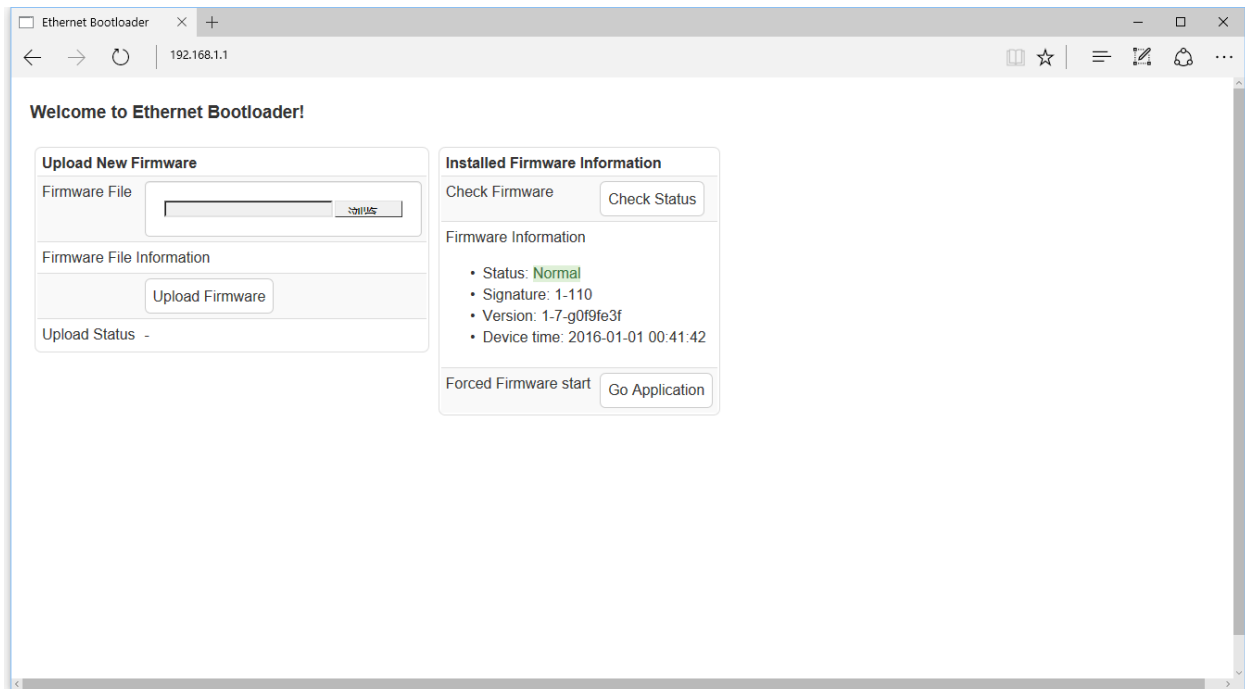 Ethernet Bootloader
192.168.1.1
Welcome to Ethernet Bootloader!
Upload New Firmware
Firmware File
Firmware File Information
Upload Firmware
Upload Status -
Installed Firmware Information
Check Firmware
Check Status
Firmware Information
• Status: Normal
• Signature: 1-110
• Version: 1-7-g0f9fe3f
• Device time: 2016-01-01 00:41:42
Forced Firmware start
Go Application